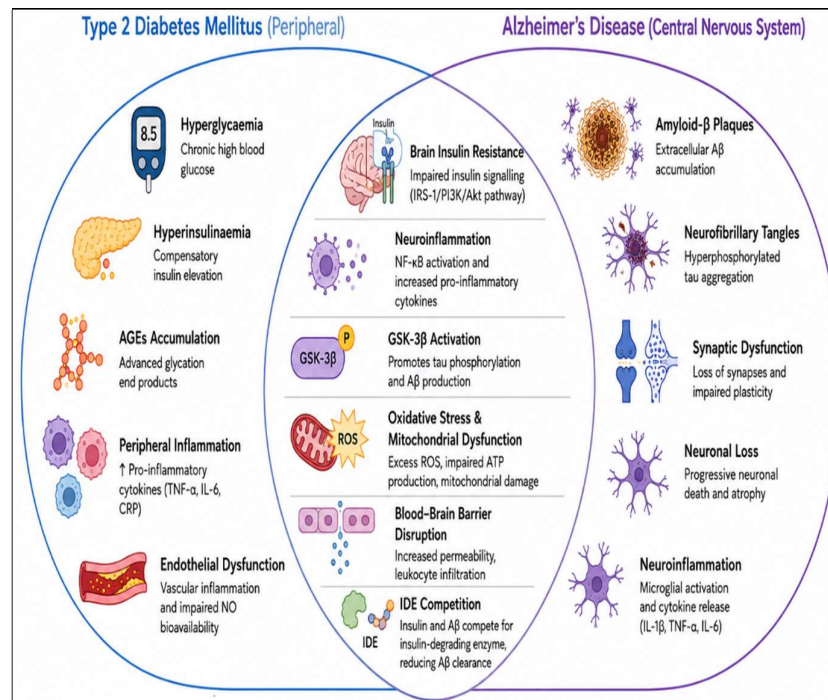 Type 2 Diabetes Mellitus (Peripheral)
Alzheimer's Disease (Central Nervous System)
8.5
Hyperglycaemia
Chronic high blood
glucose
Hyperinsulinaemia
Compensatory
insulin elevation
AGEs Accumulation
Advanced glycation
end products
Peripheral Inflammation
↑ Pro-inflammatory
cytokines (TNF-α, IL-6,
CRP)
Endothelial Dysfunction
Vascular inflammation
and impaired NO
bioavailability
Insulin
Brain Insulin Resistance
Impaired insulin signalling
(IRS-1/PI3K/Akt pathway)
Neuroinflammation
NF-κB activation and
increased pro-inflammatory
cytokines
GSK-3β
P
GSK-3β Activation
Promotes tau phosphorylation
and Aβ production
ROS
Oxidative Stress &
Mitochondrial Dysfunction
Excess ROS, impaired ATP
production, mitochondrial damage
Blood–Brain Barrier
Disruption
Increased permeability,
leukocyte infiltration
IDE
IDE Competition
Insulin and Aβ compete for
insulin-degrading enzyme,
reducing Aβ clearance
Amyloid-β Plaques
Extracellular Aβ
accumulation
Neurofibrillary Tangles
Hyperphosphorylated
tau aggregation
Synaptic Dysfunction
Loss of synapses and
impaired plasticity
Neuronal Loss
Progressive neuronal
death and atrophy
Neuroinflammation
Microglial activation
and cytokine release
(IL-1β, TNF-α, IL-6)